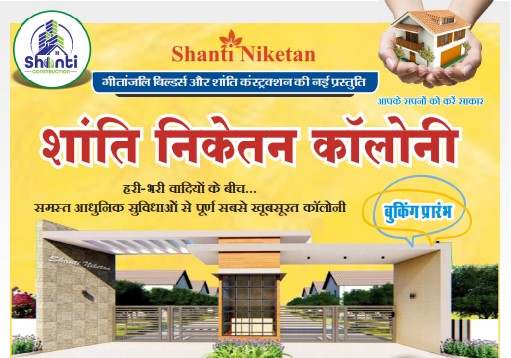 Shanti
CONSTRUCTION
Shanti Niketan
गीतांजलि बिल्डर्स और शांति कंस्ट्रक्शन की नई प्रस्तुति
आपके सपनों को करें साकार
शांति निकेतन कॉलोनी
हरी-भरी वादियों के बीच...
समस्त आधुनिक सुविधाओं से पूर्ण सबसे खूबसूरत कॉलोनी
बुकिंग प्रारंभ
Shanti Niketan